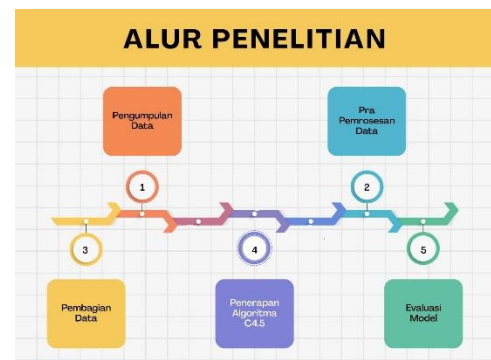 ALUR PENELITIAN
Pengumpulan
Data
Pra
Pemrosesan
Data
1
2
3
4
5
Pembagian
Data
Penerapan
Algoritma
C4.5
Evaluasi
Model